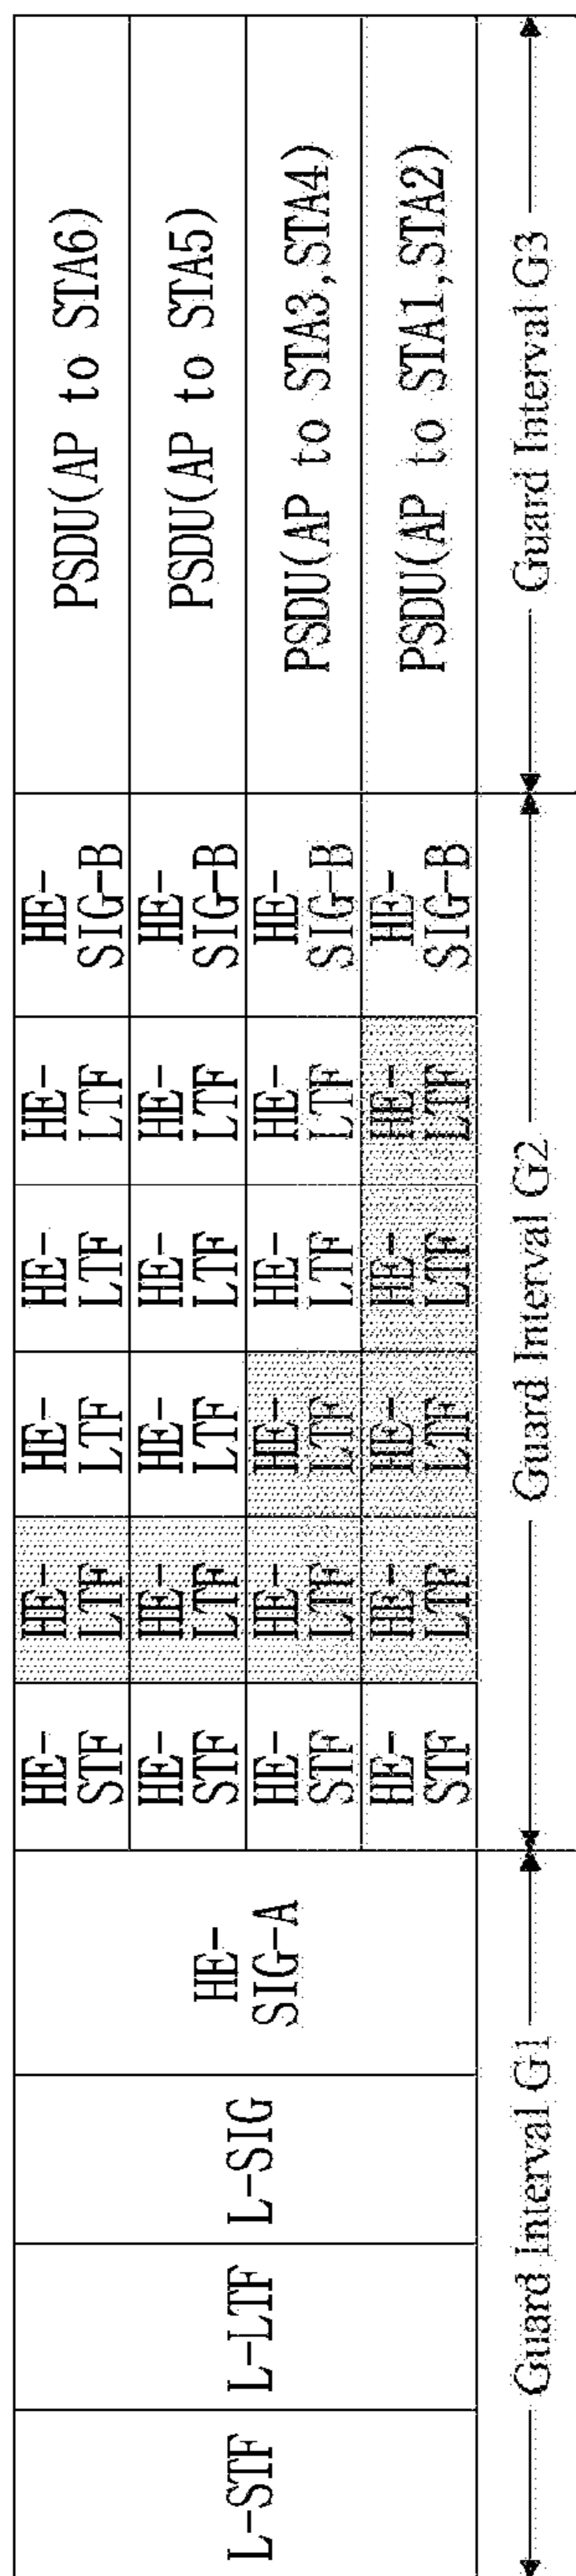 L-STF
L-LTF
L-SIG
HE-
SIG-A
HE-
STF
HE-
LTF
HE-
LTF
HE-
LTF
HE-
LTF
HE-
SIG-B
PSDU(AP to STA6)
HE-
STF
HE-
LTF
HE-
LTF
HE-
LTF
HE-
LTF
HE-
SIG-B
PSDU(AP to STA5)
HE-
STF
HE-
LTF
HE-
LTF
HE-
LTF
HE-
LTF
HE-
SIG-B
PSDU(AP to STA3,STA4)
HE-
STF
HE-
LTF
HE-
LTF
HE-
LTF
HE-
LTF
HE-
SIG-B
PSDU(AP to STA1,STA2)
Guard Interval G1
Guard Interval G2
Guard Interval G3